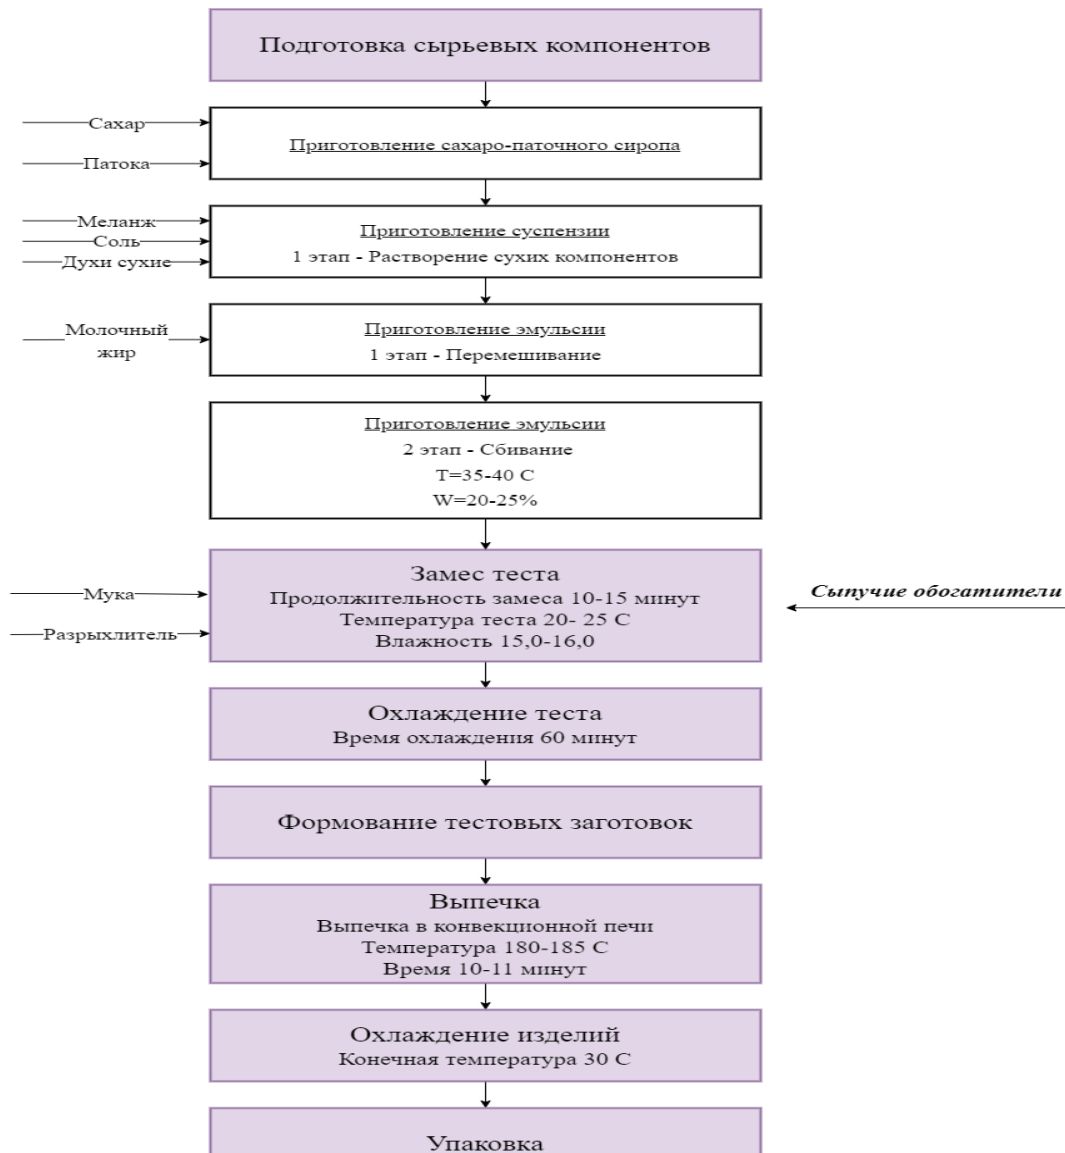 Подготовка сырьевых компонентов
Сахар
Патока
Приготовление сахаро-паточного сиропа
Меланж
Соль
Духи сухие
Приготовление суспензии
1 этап - Растворение сухих компонентов
Молочный
жир
Приготовление эмульсии
1 этап - Перемешивание
Приготовление эмульсии
2 этап - Сбивание
T=35-40 С
W=20-25%
Мука
Разрыхлитель
Замес теста
Продолжительность замеса 10-15 минут
Температура теста 20- 25 С
Влажность 15,0-16,0
Сыпучие обогатители
Охлаждение теста
Время охлаждения 60 минут
Формование тестовых заготовок
Выпечка
Выпечка в конвекционной печи
Температура 180-185 С
Время 10-11 минут
Охлаждение изделий
Конечная температура 30 С
Упаковка